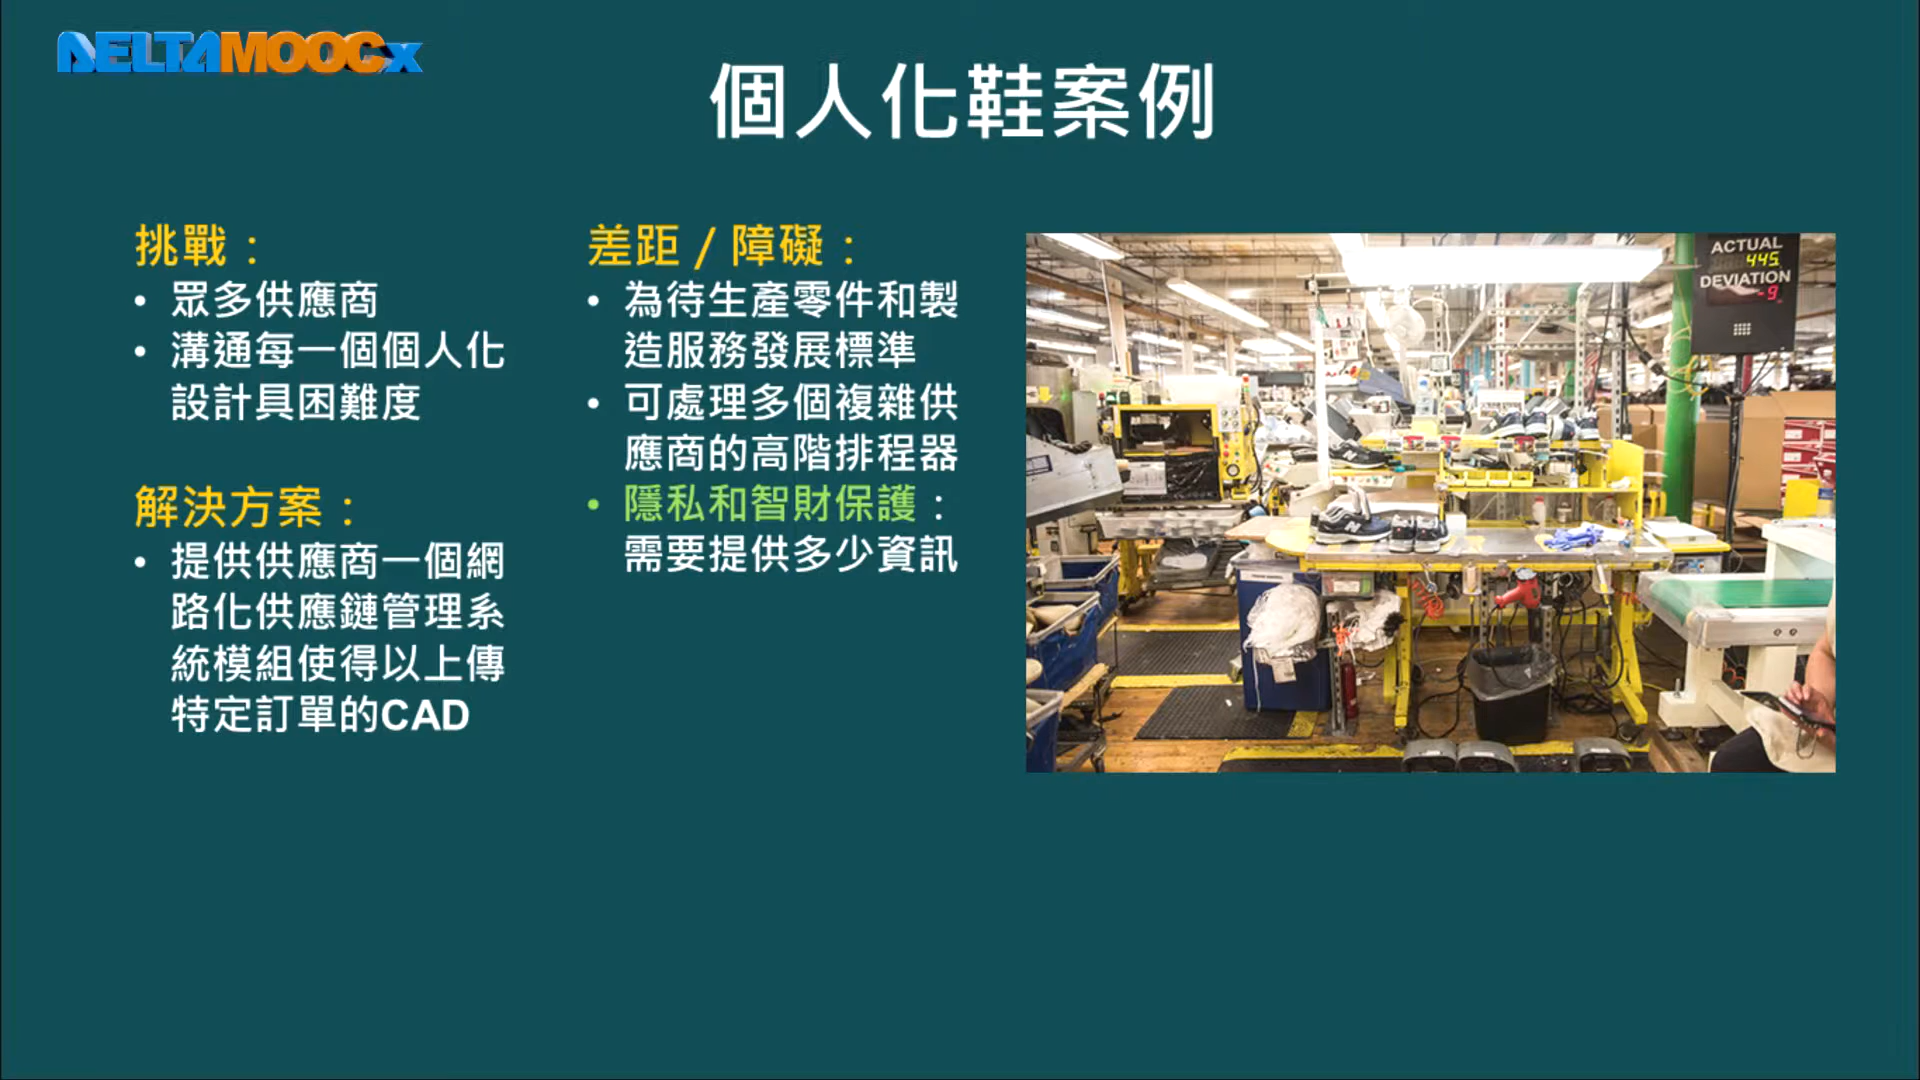 DELTAMOOCx
個人化鞋案例
挑戰：
• 眾多供應商
• 溝通每一個個人化
設計具困難度
解決方案：
• 提供供應商一個網
路化供應鏈管理系
統模組使得以上傳
特定訂單的CAD
差距 / 障礙：
• 為待生產零件和製
造服務發展標準
• 可處理多個複雜供
應商的高階排程器
• 隱私和智財保護：
需要提供多少資訊
ACTUAL
445
DEVIATION
-9